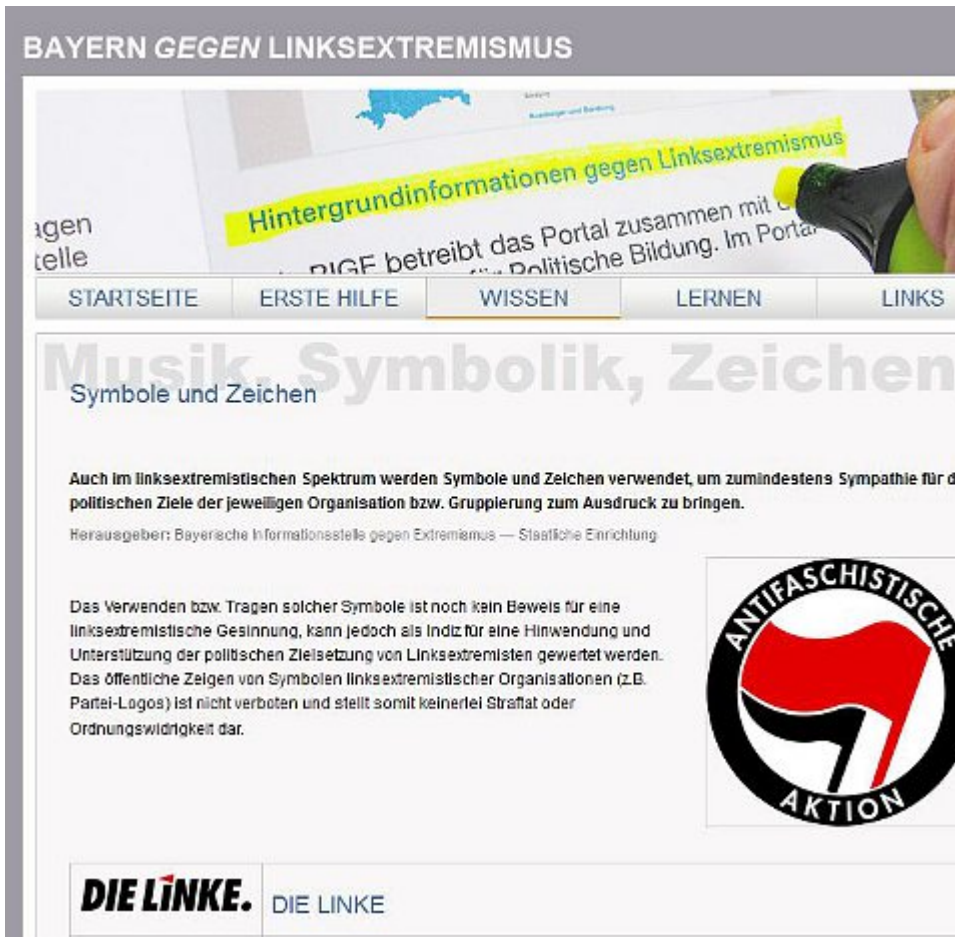 BAYERN GEGEN LINKSEXTREMISMUS
Hintergrundinformationen gegen Linksextremismus
agen
telle
BIGE betreibt das Portal zusammen mit
für Politische Bildung. Im Porta
STARTSEITE ERSTE HILFE WISSEN LERNEN LINKS
Musik, Symbolik, Zeichen
Symbole und Zeichen
Auch im linksextremistischen Spektrum werden Symbole und Zeichen verwendet, um zumindestens Sympathie für d
politischen Ziele der jeweiligen Organisation bzw. Gruppierung zum Ausdruck zu bringen.
Herausgeber: Bayerische Informationsstelle gegen Extremismus — Staatliche Einrichtung
Das Verwenden bzw. Tragen solcher Symbole ist noch kein Beweis für eine
linksextremistische Gesinnung, kann jedoch als Indiz für eine Hinwendung und
Unterstützung der politischen Zielsetzung von Linksextremisten gewertet werden.
Das öffentliche Zeigen von Symbolen linksextremistischer Organisationen (z.B.
Partei-Logos) ist nicht verboten und stellt somit keinerlei Straftat oder
Ordnungswidrigkeit dar.
ANTIFASCHISTISCHE
AKTION
DIE LINKE.
DIE LINKE